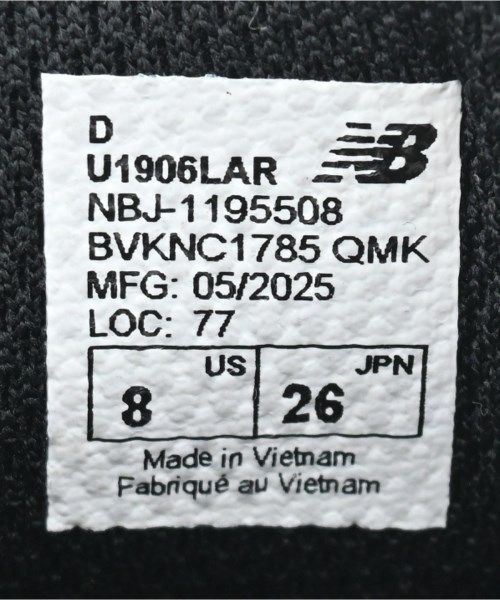 D
U1906LAR
NB
NBJ-1195508
BVKNC1785 QMK
MFG: 05/2025
LOC: 77
US JPN
8 26
Made in Vietnam
Fabriqué au Vietnam